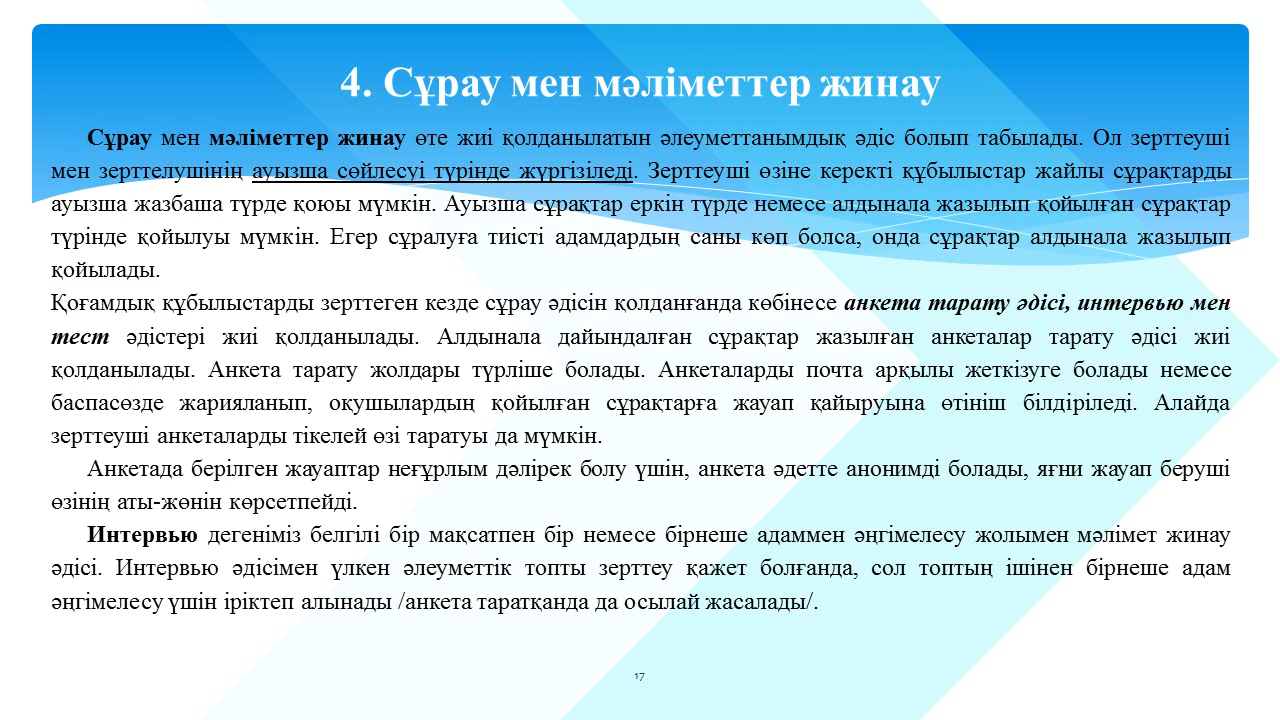 4. Сұрау мен мәліметтер жинау
Сұрау мен мәліметтер жинау өте жиі қолданылатын әлеуметтанымдық әдіс болып табылады. Ол зерттеуші
мен зерттелушінің ауызша сөйлесуі түрінде жүргізіледі. Зерттеуші өзіне керекті құбылыстар жайлы сұрақтарды
ауызша жазбаша түрде қоюы мүмкін. Ауызша сұрақтар еркін түрде немесе алдынала жазылып қойылған сұрақтар
түрінде қойылуы мүмкін. Егер сұралуға тиісті адамдардың саны көп болса, онда сұрақтар алдынала жазылып
қойылады.
Қоғамдық құбылыстарды зерттеген кезде сұрау әдісін қолданғанда көбінесе анкета тарату әдісі, интервью мен
тест әдістері жиі қолданылады. Алдынала дайындалған сұрақтар жазылған анкеталар тарату әдісі жиі
қолданылады. Анкета тарату жолдары түрліше болады. Анкеталарды почта арқылы жеткізуге болады немесе
баспасөзде жарияланып, оқушылардың қойылған сұрақтарға жауап қайыруына өтініш білдіріледі. Алайда
зерттеуші анкеталарды тікелей өзі таратуы да мүмкін.
Анкетада берілген жауаптар неғұрлым дәлірек болу үшін, анкета әдетте анонимді болады, яғни жауап беруші
өзінің аты-жөнін көрсетпейді.
Интервью дегеніміз белгілі бір мақсатпен бір немесе бірнеше адаммен әңгімелесу жолымен мәлімет жинау
әдісі. Интервью әдісімен үлкен әлеуметтік топты зерттеу қажет болғанда, сол топтың ішінен бірнеше адам
әңгімелесу үшін іріктеп алынады /анкета таратқанда да осылай жасалады/.
17